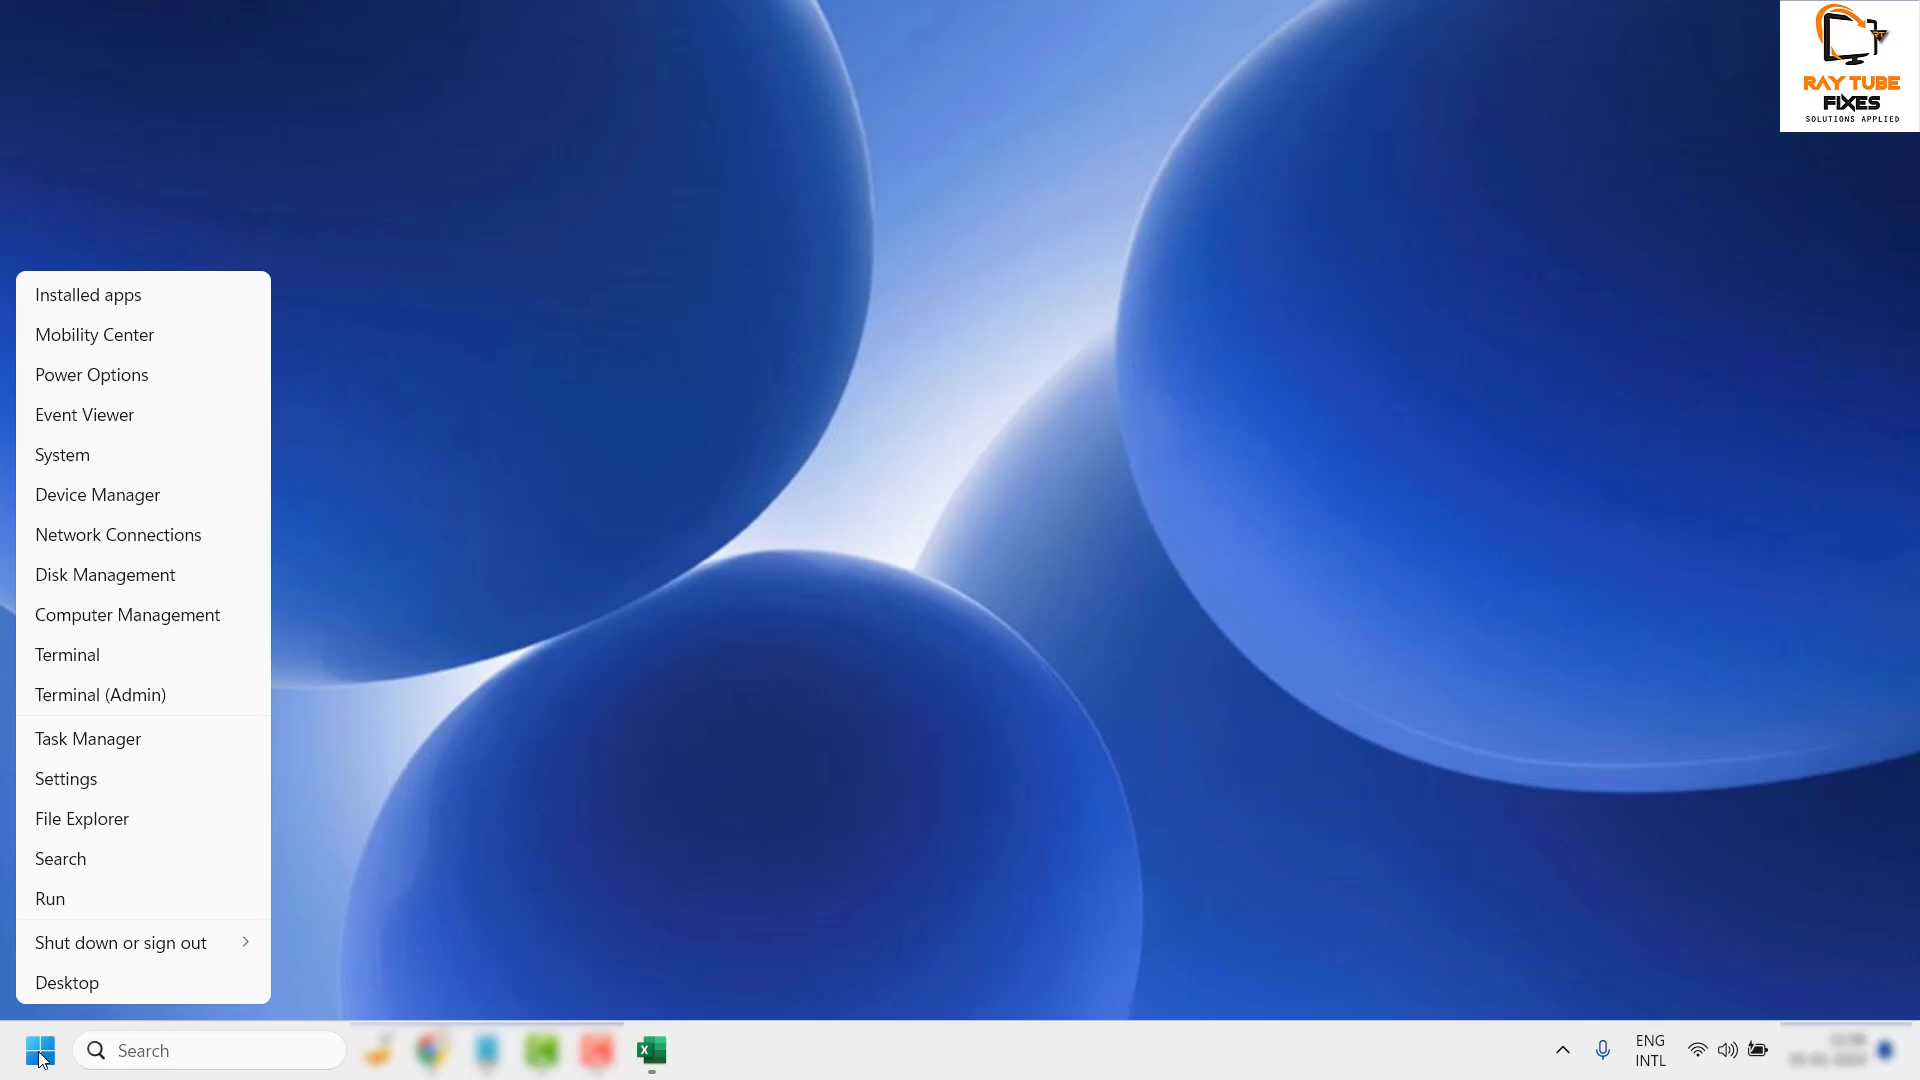 RAY TUBE
FIXES
SOLUTIONS APPLIED
Installed apps
Mobility Center
Power Options
Event Viewer
System
Device Manager
Network Connections
Disk Management
Computer Management
Terminal
Terminal (Admin)
Task Manager
Settings
File Explorer
Search
Run
Shut down or sign out
Desktop
Search
ENG
INTL